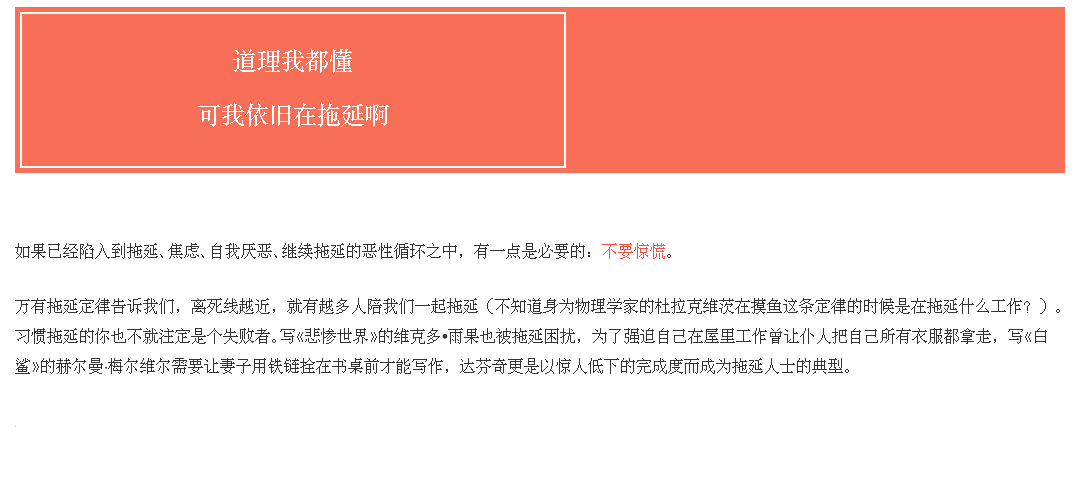 道理我都懂
可我依旧在拖延啊
如果已经陷入到拖延、焦虑、自我厌恶、继续拖延的恶性循环之中，有一点是必要的：不要惊慌。
万有拖延定律告诉我们，离死线越近，就有越多人陪我们一起拖延（不知道身为物理学家的杜拉克维茨在摸鱼这条定律的时候是在拖延什么工作？）。
习惯拖延的你也不就注定是个失败者。写《悲惨世界》的维克多•雨果也被拖延困扰，为了强迫自己在屋里工作曾让仆人把自己所有衣服都拿走，写《白
鲨》的赫尔曼·梅尔维尔需要让妻子用铁链拴在书桌前才能写作，达芬奇更是以惊人低下的完成度而成为拖延人士的典型。